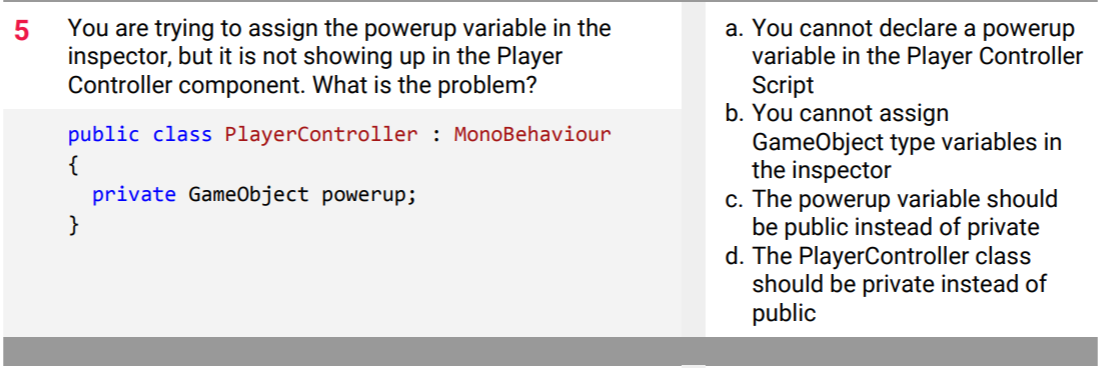 5 You are trying to assign the powerup variable in the
inspector, but it is not showing up in the Player
Controller component. What is the problem?
public class PlayerController : MonoBehaviour
{
private GameObject powerup;
}
a. You cannot declare a powerup
variable in the Player Controller
Script
b. You cannot assign
GameObject type variables in
the inspector
c. The powerup variable should
be public instead of private
d. The PlayerController class
should be private instead of
public